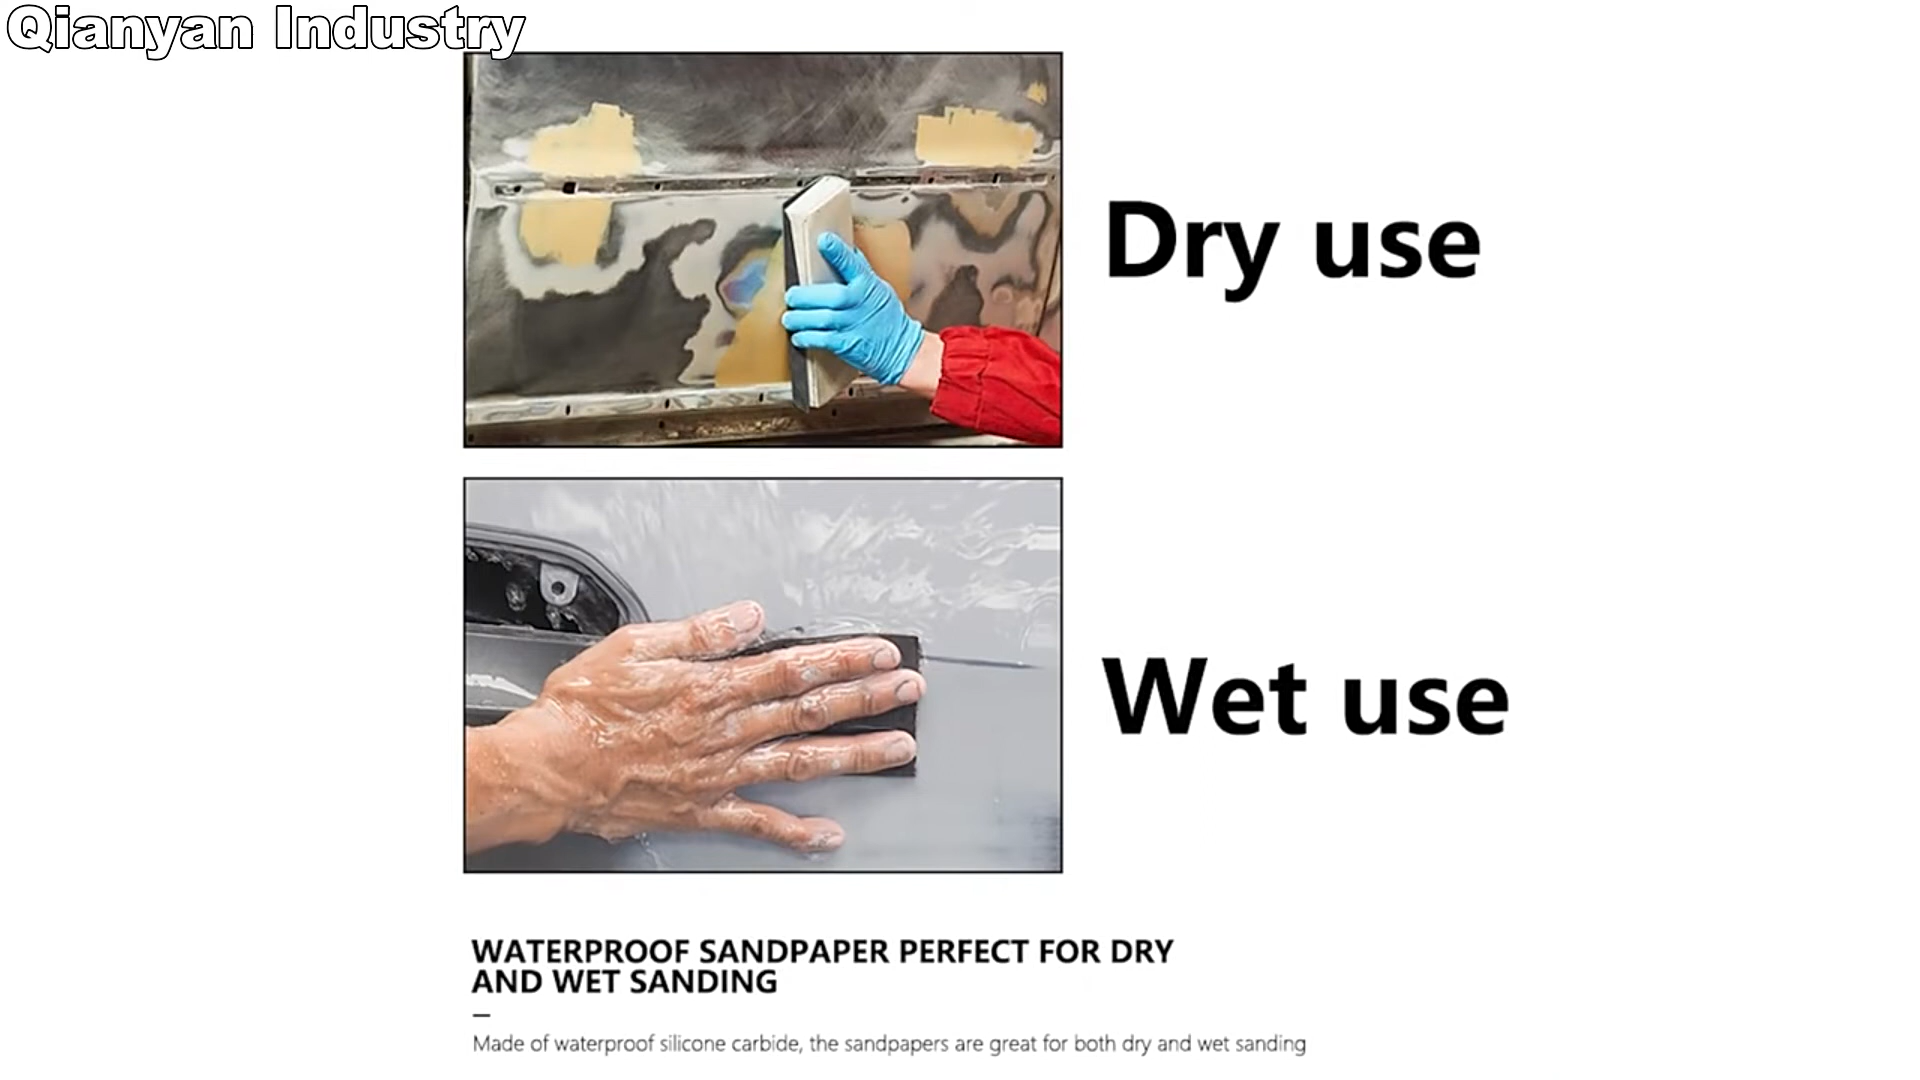 Qianyan Industry
Dry use
Wet use
WATERPROOF SANDPAPER PERFECT FOR DRY
AND WET SANDING
Made of waterproof silicone carbide, the sandpapers are great for both dry and wet sanding